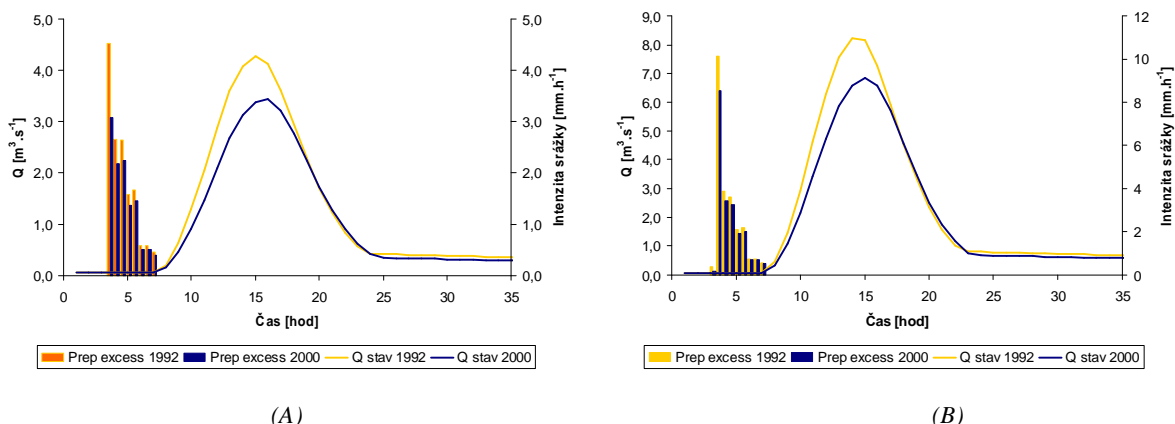 5,0
4,0
3,0
2,0
1,0
0,0
5,0
4,0
3,0
2,0
1,0
0,0
Q [m³.s⁻¹]
Intenzita srážky [mm.h⁻¹]
0 5 10 15 20 25 30 35
Čas [hod]
Prep excess 1992 Prep excess 2000 Q stav 1992 Q stav 2000
(A)
9,0
8,0
7,0
6,0
5,0
4,0
3,0
2,0
1,0
0,0
12
10
8
6
4
2
0
Q [m³.s⁻¹]
Intenzita srážky [mm.h⁻¹]
0 5 10 15 20 25 30 35
Čas [hod]
Prep excess 1992 Prep excess 2000 Q stav 1992 Q stav 2000
(B)